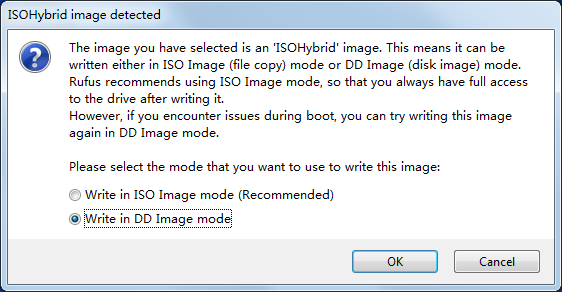 ISOHybrid image detected
The image you have selected is an 'ISOHybrid' image. This means it can be
written either in ISO Image (file copy) mode or DD Image (disk image) mode.
Rufus recommends using ISO Image mode, so that you always have full access
to the drive after writing it.
However, if you encounter issues during boot, you can try writing this image
again in DD Image mode.
Please select the mode that you want to use to write this image:
Write in ISO Image mode (Recommended)
Write in DD Image mode
OK
Cancel